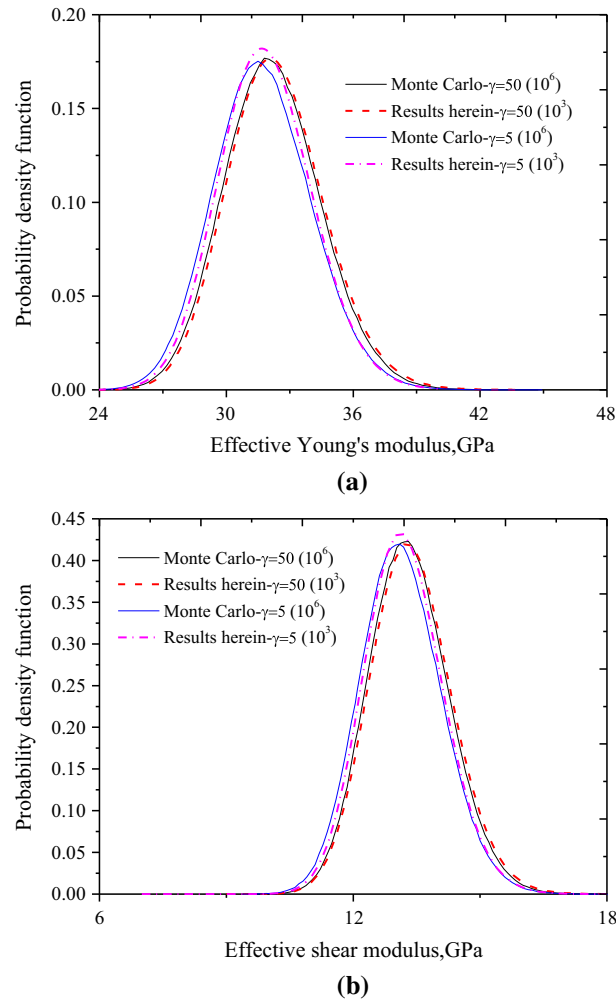 0.20
0.15
0.10
0.05
0.00
Probability density function
Monte Carlo-γ=50 (10⁶)
Results herein-γ=50 (10³)
Monte Carlo-γ=5 (10⁶)
Results herein-γ=5 (10³)
24 30 36 42 48
Effective Young's modulus,GPa
(a)
0.45
0.40
0.35
0.30
0.25
0.20
0.15
0.10
0.05
0.00
Probability density function
Monte Carlo-γ=50 (10⁶)
Results herein-γ=50 (10³)
Monte Carlo-γ=5 (10⁶)
Results herein-γ=5 (10³)
6 12 18
Effective shear modulus,GPa
(b)